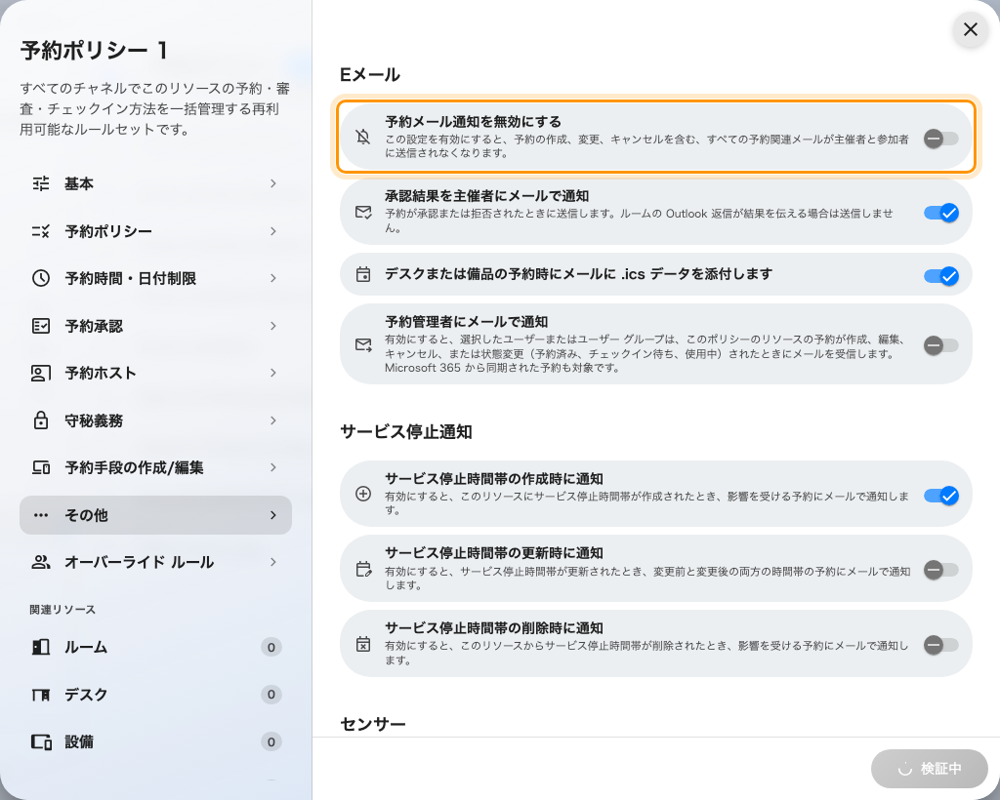 予約ポリシー 1
すべてのチャネルでこのリソースの予約・審
査・チェックイン方法を一括管理する再利
用可能なルールセットです。
基本
予約ポリシー
予約時間・日付制限
予約承認
予約ホスト
守秘義務
予約手段の作成/編集
その他
オーバーライド ルール
関連リソース
ルーム 0
デスク 0
設備 0
Eメール
予約メール通知を無効にする
この設定を有効にすると、予約の作成、変更、キャンセルを含む、すべての予約関連メールが主催者と参加者
に送信されなくなります。
承認結果を主催者にメールで通知
予約が承認または拒否されたときに送信します。ルームの Outlook 返信が結果を伝える場合は送信しませ
ん。
デスクまたは備品の予約時にメールに .ics データを添付します
予約管理者にメールで通知
有効にすると、選択したユーザーまたはユーザー グループは、このポリシーのリソースの予約が作成、編集、
キャンセル、または状態変更（予約済み、チェックイン待ち、使用中）されたときにメールを受信します。
Microsoft 365 から同期された予約も対象です。
サービス停止通知
サービス停止時間帯の作成時に通知
有効にすると、このリソースにサービス停止時間帯が作成されたとき、影響を受ける予約にメールで通知しま
す。
サービス停止時間帯の更新時に通知
有効にすると、サービス停止時間帯が更新されたとき、変更前と変更後の両方の時間帯の予約にメールで通知
します。
サービス停止時間帯の削除時に通知
有効にすると、このリソースからサービス停止時間帯が削除されたとき、影響を受ける予約にメールで通知し
ます。
センサー
検証中